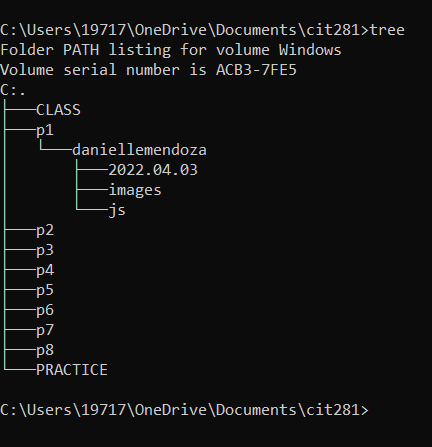 C:\Users\19717\OneDrive\Documents\cit281>tree
Folder PATH listing for volume Windows
Volume serial number is ACB3-7FE5
C:.
├───CLASS
├───p1
│   └───daniellemendoza
│       ├───2022.04.03
│       ├───images
│       └───js
├───p2
├───p3
├───p4
├───p5
├───p6
├───p7
├───p8
└───PRACTICE
C:\Users\19717\OneDrive\Documents\cit281>